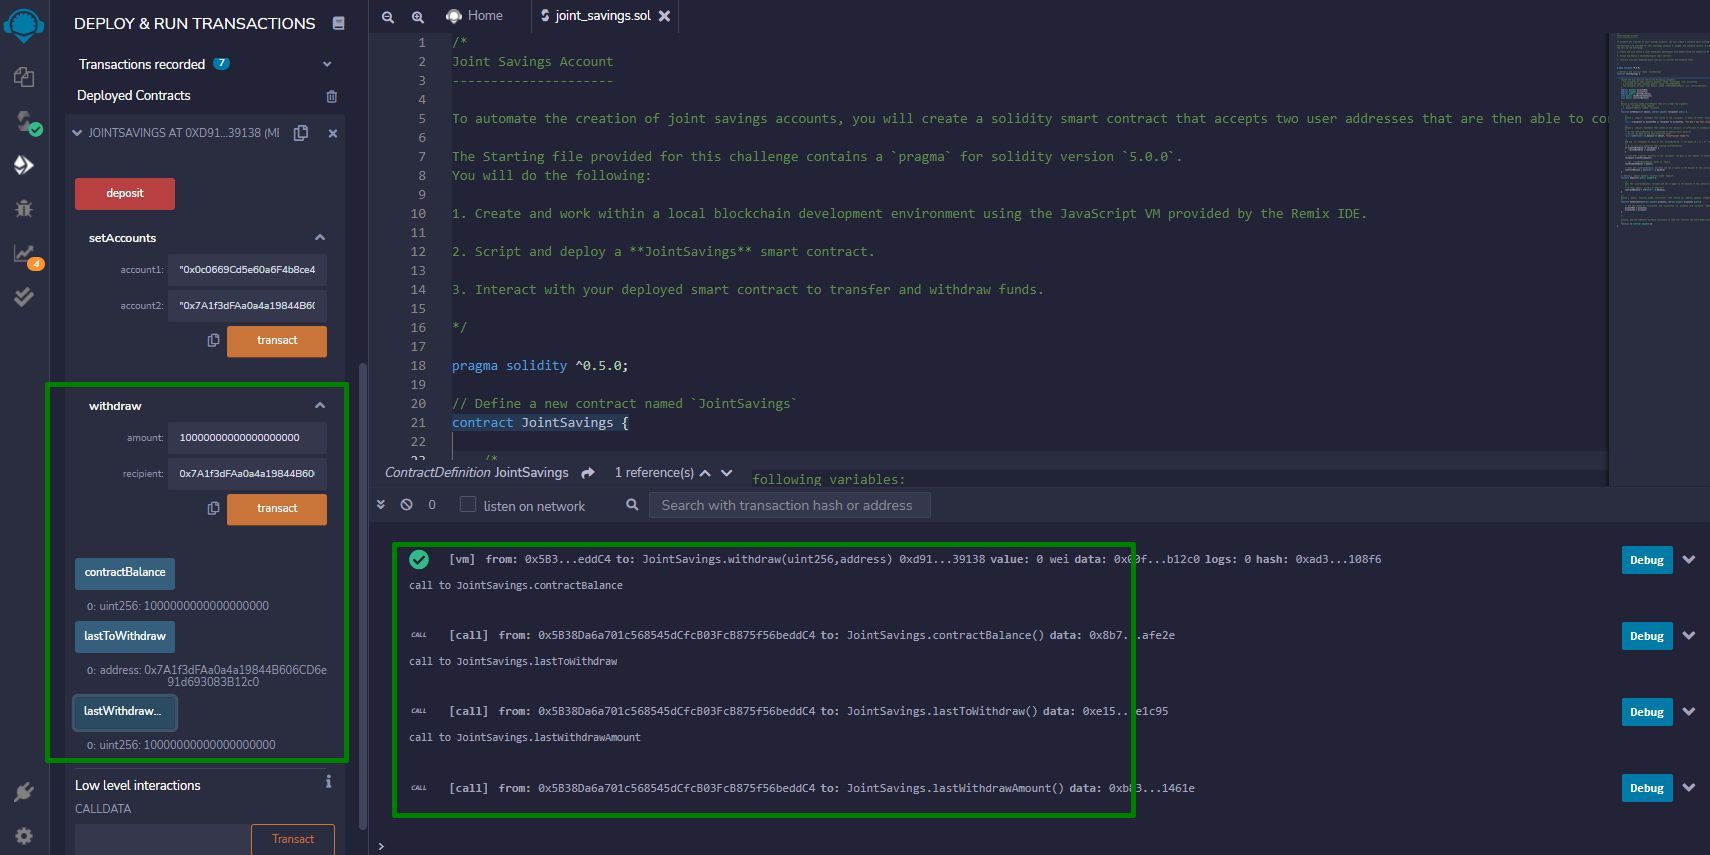 DEPLOY & RUN TRANSACTIONS
Transactions recorded 7
Deployed Contracts
JOINTSAVINGS AT 0XD91...39138 (MI
deposit
setAccounts
account1: "0x0c0669Cd5e60a6F4b8ce4
account2: "0x7A1f3dFAa0a4a19844B60
transact
withdraw
amount: 10000000000000000000
recipient: 0x7A1f3dFAa0a4a19844B60
transact
contractBalance
0: uint256: 1000000000000000000
lastToWithdraw
0: address: 0x7A1f3dFAa0a4a19844B606CD6e
91d693083B12c0
lastWithdraw...
0: uint256: 10000000000000000000
Low level interactions
CALLDATA
Transact
4
Home
joint_savings.sol
1 /*
2 Joint Savings Account
3 ---------------------
4
5 To automate the creation of joint savings accounts, you will create a solidity smart contract that accepts two user addresses that are then able to co
6
7 The Starting file provided for this challenge contains a `pragma` for solidity version `5.0.0`.
8 You will do the following:
9
10 1. Create and work within a local blockchain development environment using the JavaScript VM provided by the Remix IDE.
11
12 2. Script and deploy a **JointSavings** smart contract.
13
14 3. Interact with your deployed smart contract to transfer and withdraw funds.
15
16 */
17
18 pragma solidity ^0.5.0;
19
20 // Define a new contract named `JointSavings`
21 contract JointSavings {
22
23 /*
ContractDefinition JointSavings 1 reference(s)
following variables:
0 listen on network Search with transaction hash or address
[vm] from: 0x5B3...eddC4 to: JointSavings.withdraw(uint256,address) 0xd91...39138 value: 0 wei data: 0x00f...b12c0 logs: 0 hash: 0xad3...108f6
Debug
call to JointSavings.contractBalance
CALL [call] from: 0x5B38Da6a701c568545dCfcB03FcB875f56beddC4 to: JointSavings.contractBalance() data: 0x8b7...afe2e
Debug
call to JointSavings.lastToWithdraw
CALL [call] from: 0x5B38Da6a701c568545dCfcB03FcB875f56beddC4 to: JointSavings.lastToWithdraw() data: 0xe15...e1c95
Debug
call to JointSavings.lastWithdrawAmount
CALL [call] from: 0x5B38Da6a701c568545dCfcB03FcB875f56beddC4 to: JointSavings.lastWithdrawAmount() data: 0xb83...1461e
Debug
>